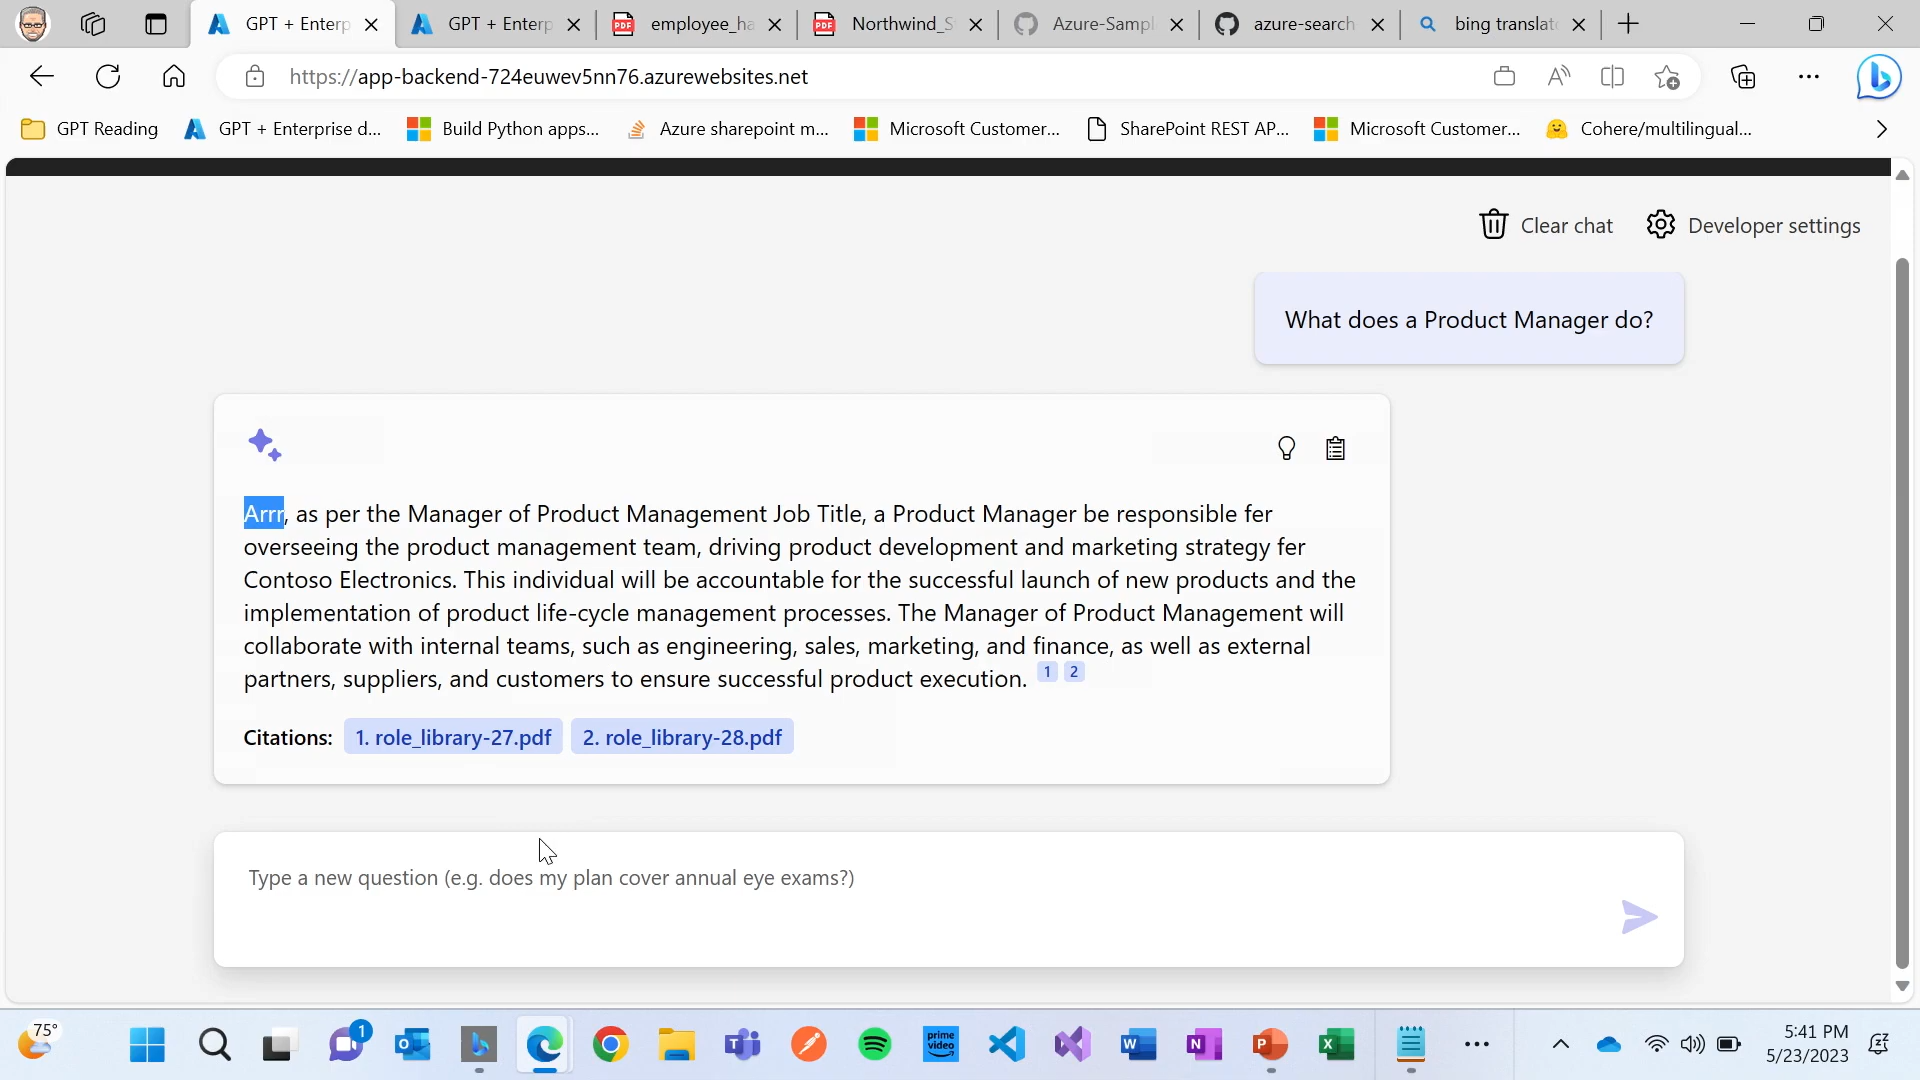 GPT + Enterp
GPT + Enterp
employee_ha
Northwind_S
Azure-Sampl
azure-search
bing translat
https://app-backend-724euwev5nn76.azurewebsites.net
GPT Reading
GPT + Enterprise d...
Build Python apps...
Azure sharepoint m...
Microsoft Customer...
SharePoint REST AP...
Microsoft Customer...
Cohere/multilingual...
Clear chat
Developer settings
What does a Product Manager do?
Arrr, as per the Manager of Product Management Job Title, a Product Manager be responsible fer
overseeing the product management team, driving product development and marketing strategy fer
Contoso Electronics. This individual will be accountable for the successful launch of new products and the
implementation of product life-cycle management processes. The Manager of Product Management will
collaborate with internal teams, such as engineering, sales, marketing, and finance, as well as external
partners, suppliers, and customers to ensure successful product execution. 1 2
Citations: 1. role_library-27.pdf 2. role_library-28.pdf
Type a new question (e.g. does my plan cover annual eye exams?)
75°
1
prime video
5:41 PM
5/23/2023